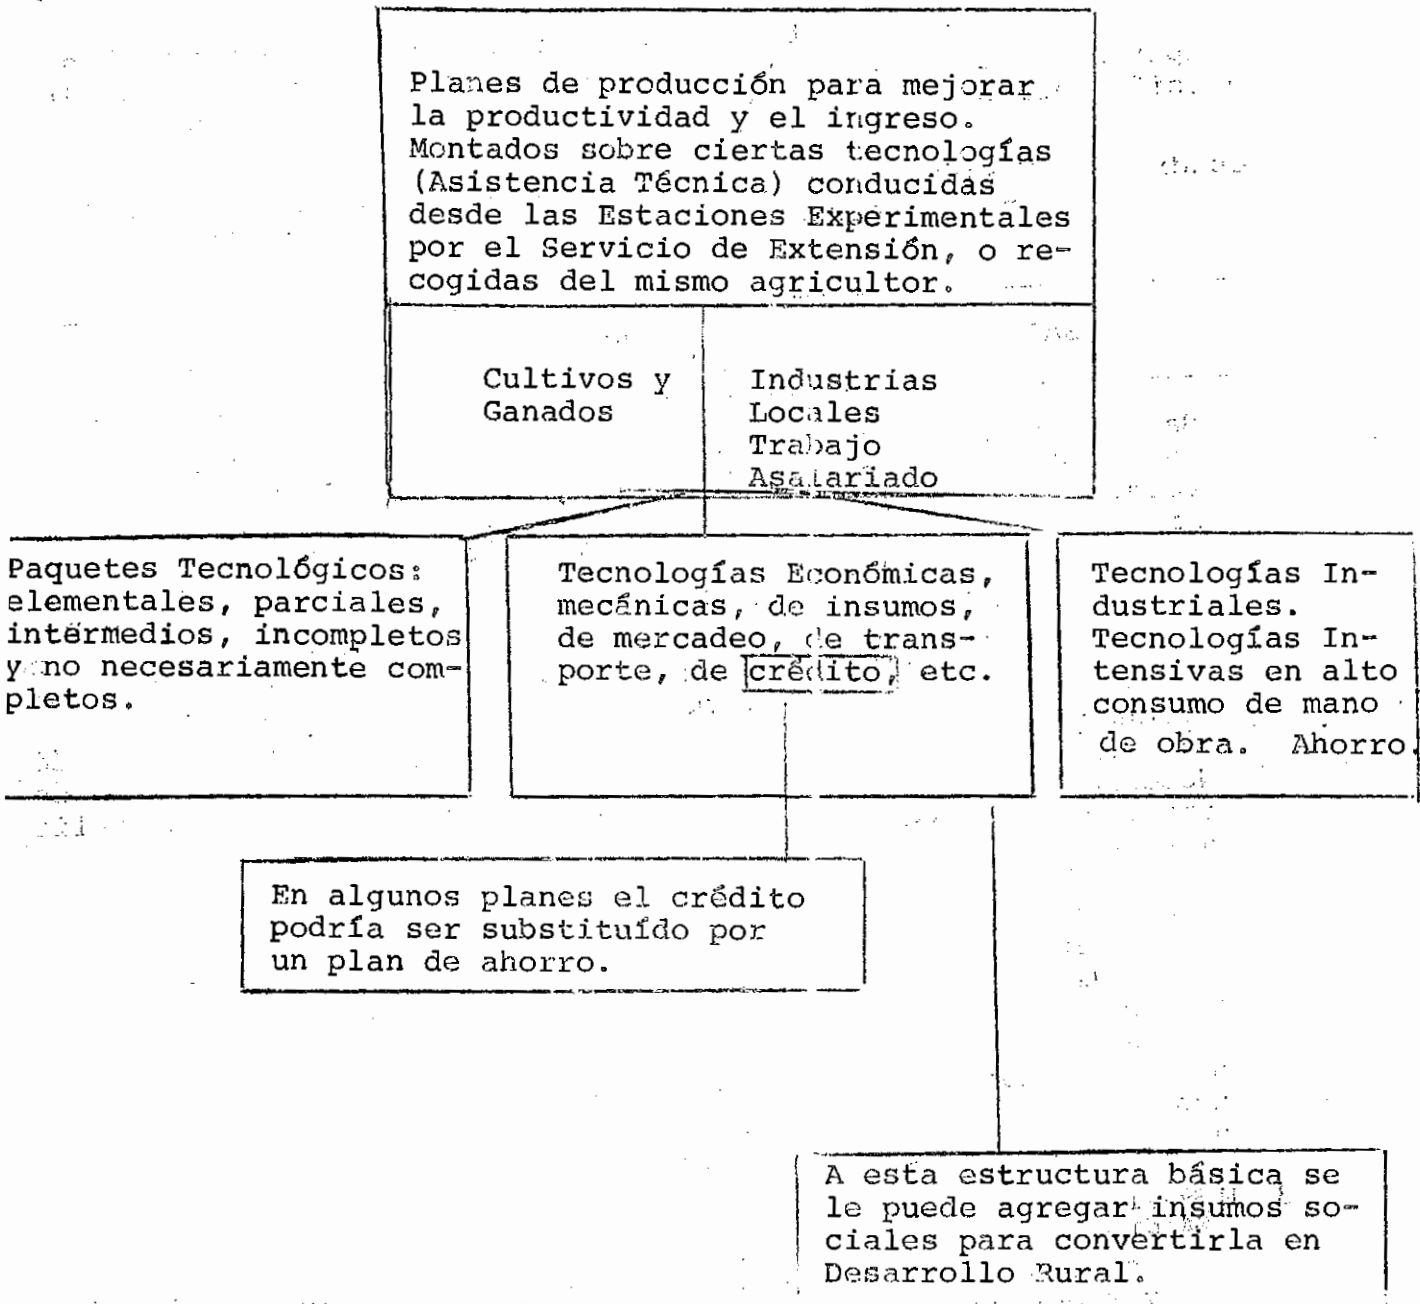 Planes de producción para mejorar
la productividad y el ingreso.
Montados sobre ciertas tecnologías
(Asistencia Técnica) conducidas
desde las Estaciones Experimentales
por el Servicio de Extensión, o re-
cogidas del mismo agricultor.
Cultivos y
Ganados
Industrias
Locales
Trabajo
Asalariado
Paquetes Tecnológicos:
elementales, parciales,
intermedios, incompletos
y no necesariamente com-
pletos.
Tecnologías Económicas,
mecánicas, de insumos,
de mercadeo, de trans-
porte, de crédito, etc.
Tecnologías In-
dustriales.
Tecnologías In-
tensivas en alto
consumo de mano
de obra. Ahorro.
En algunos planes el crédito
podría ser substituído por
un plan de ahorro.
A esta estructura básica se
le puede agregar insumos so-
ciales para convertirla en
Desarrollo Rural.